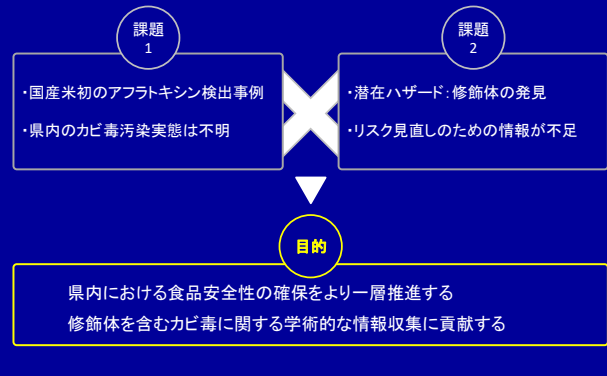 課題
1
・国産米初のアフラトキシン検出事例
・県内のカビ毒汚染実態は不明
課題
2
・潜在ハザード：修飾体の発見
・リスク見直しのための情報が不足
目的
県内における食品安全性の確保をより一層推進する
修飾体を含むカビ毒に関する学術的な情報収集に貢献する